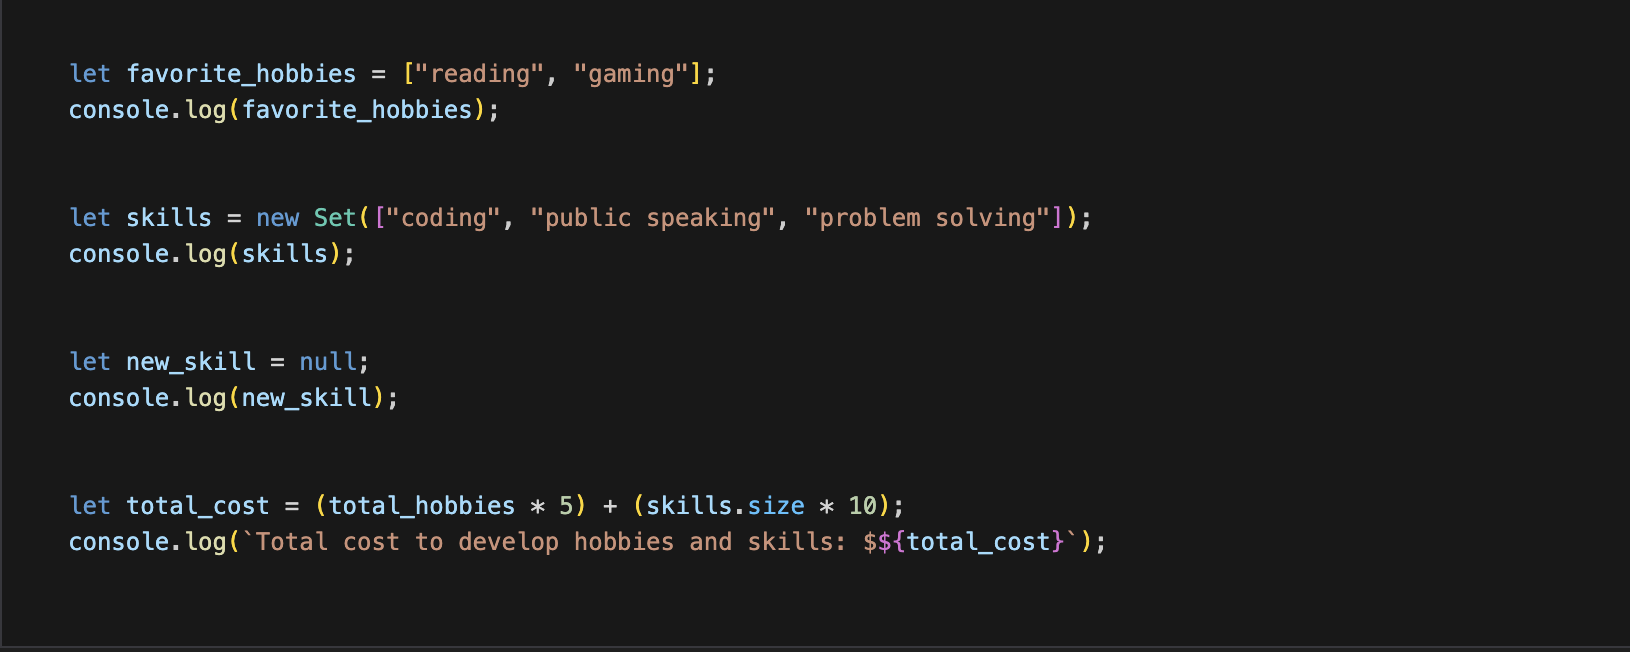 let favorite_hobbies = ["reading", "gaming"];
console.log(favorite_hobbies);
let skills = new Set(["coding", "public speaking", "problem solving"]);
console.log(skills);
let new_skill = null;
console.log(new_skill);
let total_cost = (total_hobbies * 5) + (skills.size * 10);
console.log(`Total cost to develop hobbies and skills: $${total_cost}`);